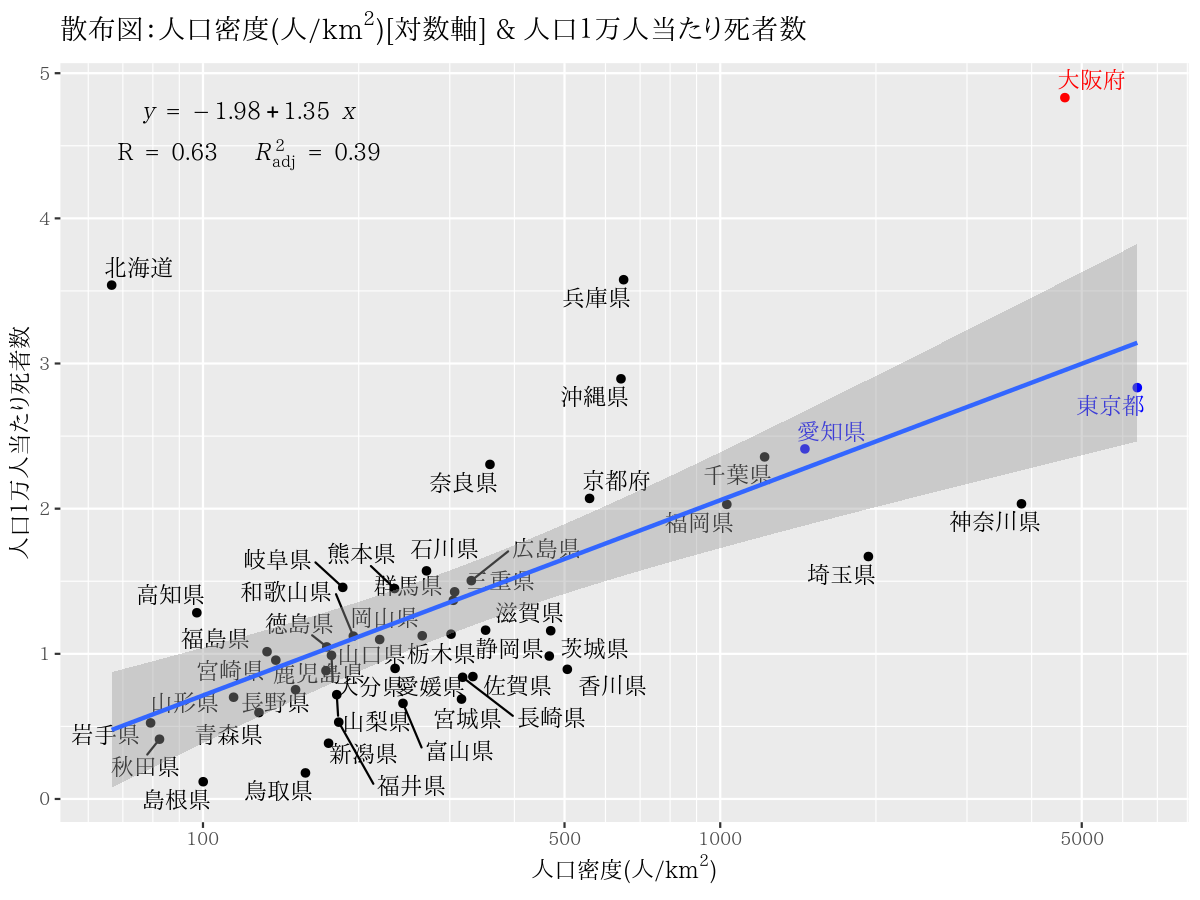 散布図：人口密度(人/km2)[対数軸] & 人口1万人当たり死者数
5
大阪府
y = −1.98+1.35 x
R = 0.63 R2adj = 0.39
4
北海道
兵庫県
3
沖縄県
東京都
愛知県
奈良県
京都府
千葉県
2
福岡県
神奈川県
岐阜県
熊本県
石川県
広島県
埼玉県
高知県
和歌山県
群馬県
三重県
福島県
徳島県
岡山県
滋賀県
1
宮崎県
鹿児島県
山口県
栃木県
静岡県
茨城県
山形県
長野県
大分県
愛媛県
佐賀県
香川県
岩手県
青森県
山梨県
宮城県
長崎県
秋田県
新潟県
富山県
島根県
鳥取県
福井県
0
100
500
1000
5000
人口密度(人/km2)
人口1万人当たり死者数